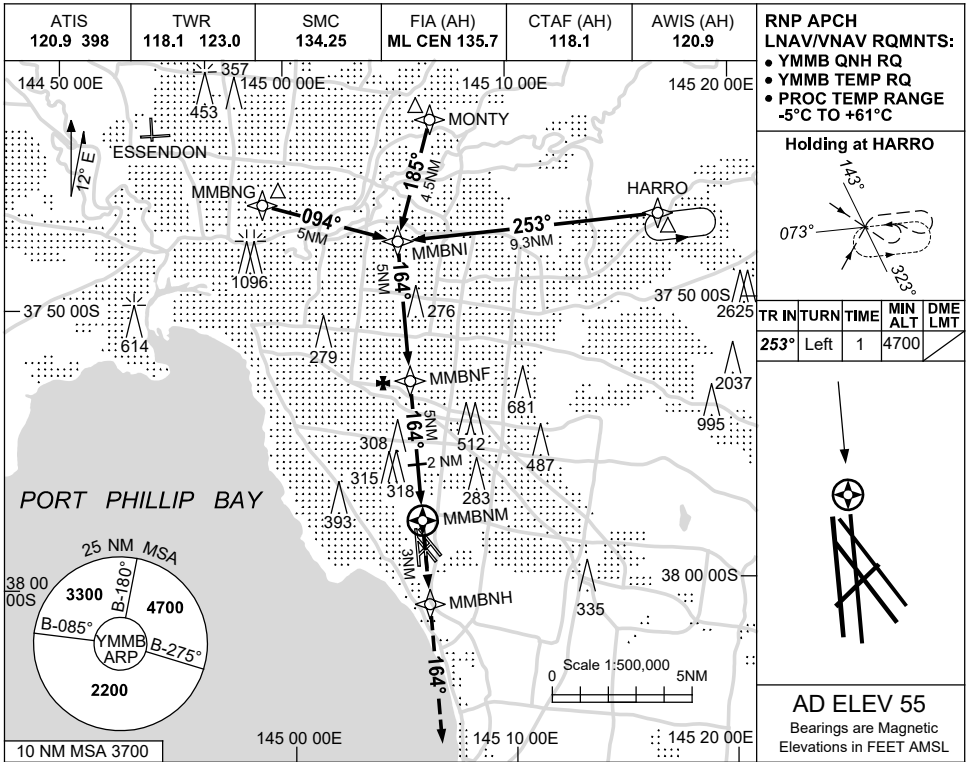 ATIS
120.9 398
TWR
118.1 123.0
SMC
134.25
FIA (AH)
ML CEN 135.7
CTAF (AH)
118.1
AWIS (AH)
120.9
RNP APCH
LNAV/VNAV RQMNTS:
• YMMB QNH RQ
• YMMB TEMP RQ
• PROC TEMP RANGE
-5°C TO +61°C
144 50 00E
145 00 00E
145 10 00E
145 20 00E
357
453
MONTY
ESSENDON
12° E
185°
4.5NM
MMBNG
HARRO
094°
5NM
253°
9.3NM
MMBNI
1096
5NM
164°
276
37 50 00S
37 50 00S
2625
614
279
2037
MMBNF
681
995
5NM
164°
308
512
487
2 NM
315
318
283
393
MMBNM
PORT PHILLIP BAY
3NM
38 00 00S
335
MMBNH
25 NM MSA
38 00
00S
3300
B-180°
4700
B-085°
YMMB
ARP
B-275°
2200
164°
Scale 1:500,000
0
5NM
10 NM MSA 3700
145 00 00E
145 10 00E
145 20 00E
Holding at HARRO
143°
073°
323°
TR IN
TURN
TIME
MIN
ALT
DME
LMT
253°
Left
1
4700
AD ELEV 55
Bearings are Magnetic
Elevations in FEET AMSL